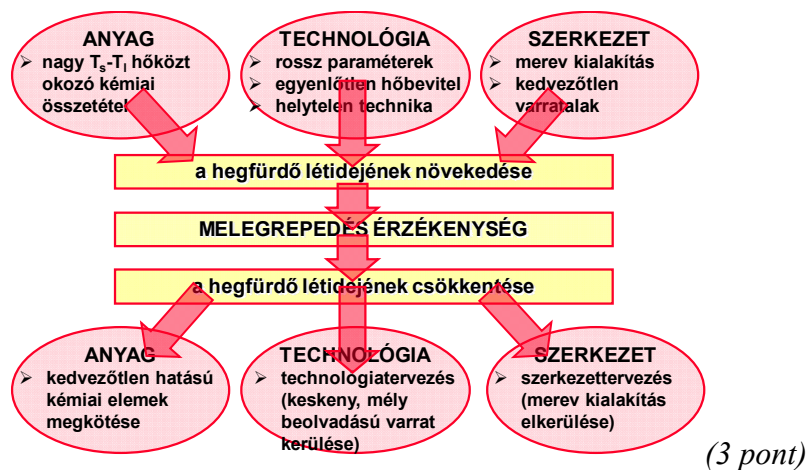 ANYAG
➢ nagy Ts-Tl hőközt
okozó kémiai
összetétel
TECHNOLÓGIA
➢ rossz paraméterek
➢ egyenlőtlen hőbevitel
➢ helytelen technika
SZERKEZET
➢ merev kialakítás
➢ kedvezőtlen
varratalak
a hegfürdő létidejének növekedése
MELEGREPEDÉS ÉRZÉKENYSÉG
a hegfürdő létidejének csökkentése
ANYAG
➢ kedvezőtlen hatású
kémiai elemek
megkötése
TECHNOLÓGIA
➢ technológiatervezés
(keskeny, mély
beolvadású varrat
kerülése)
SZERKEZET
➢ szerkezettervezés
(merev kialakítás
elkerülése)
(3 pont)